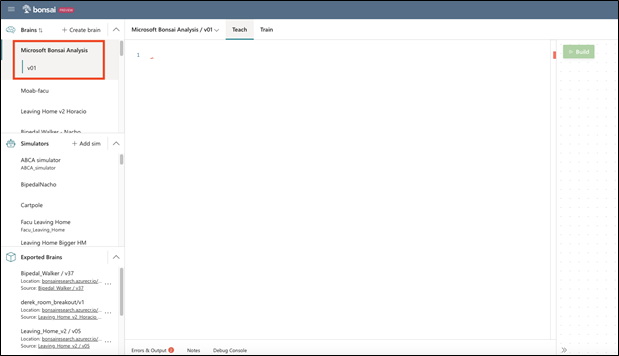 bonsai PREVIEW
Brains
+ Create brain
Microsoft Bonsai Analysis
v01
Moab-facu
Leaving Home v2 Horacio
Bipedal Walker - Nacho
Simulators
+ Add sim
ABCA simulator
ABCA_simulator
BipedalNacho
Cartpole
Facu Leaving Home
Facu_Leaving_Home
Leaving Home Bigger HM
Exported Brains
Bipedal_Walker / v37
Location: bonsairesearch.azurecr.io/...
Source: Bipedal_Walker / v37
derek_room_breakout/v1
Location: bonsairesearch.azurecr.io/...
Source: Leaving_Home_v2_Horacio...
Leaving_Home_v2 / v05
Location: bonsairesearch.azurecr.io/...
Source: Leaving_Home_v2 / v05
Microsoft Bonsai Analysis / v01
Teach
Train
1
+ Build
Errors & Output 2
Notes
Debug Console